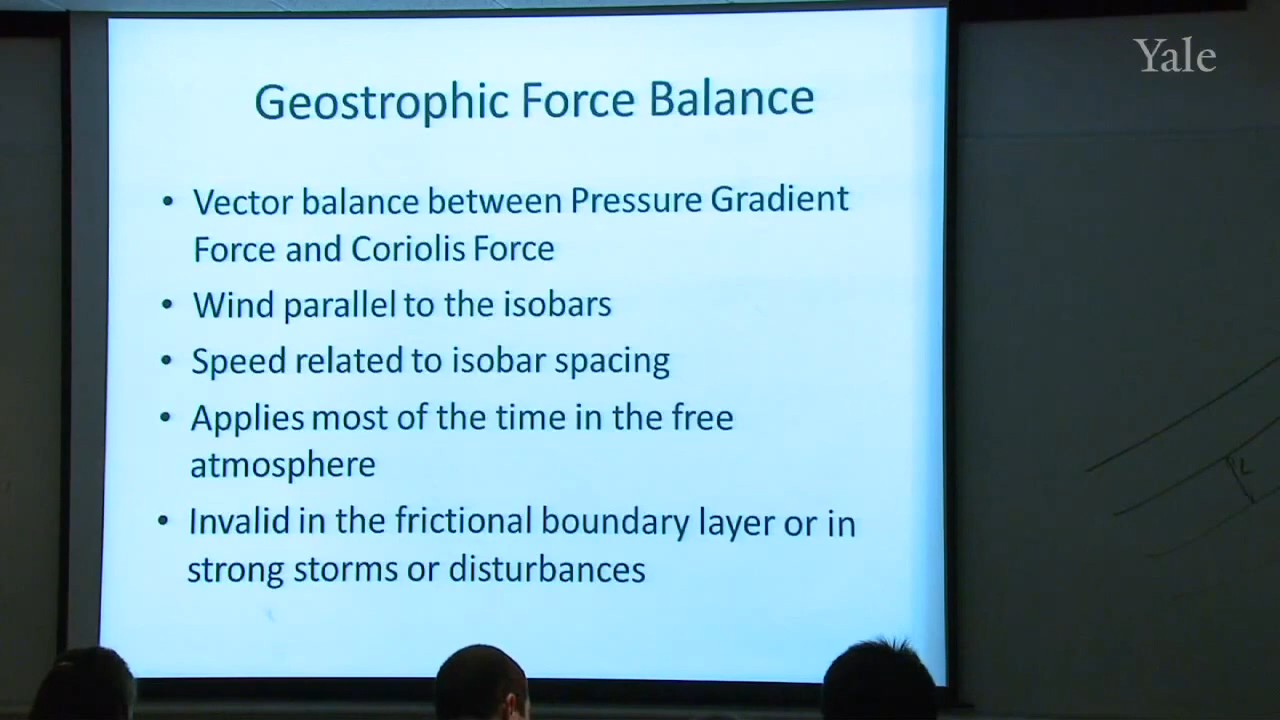 Yale
Geostrophic Force Balance
• Vector balance between Pressure Gradient
Force and Coriolis Force
• Wind parallel to the isobars
• Speed related to isobar spacing
• Applies most of the time in the free
atmosphere
• Invalid in the frictional boundary layer or in
strong storms or disturbances
L